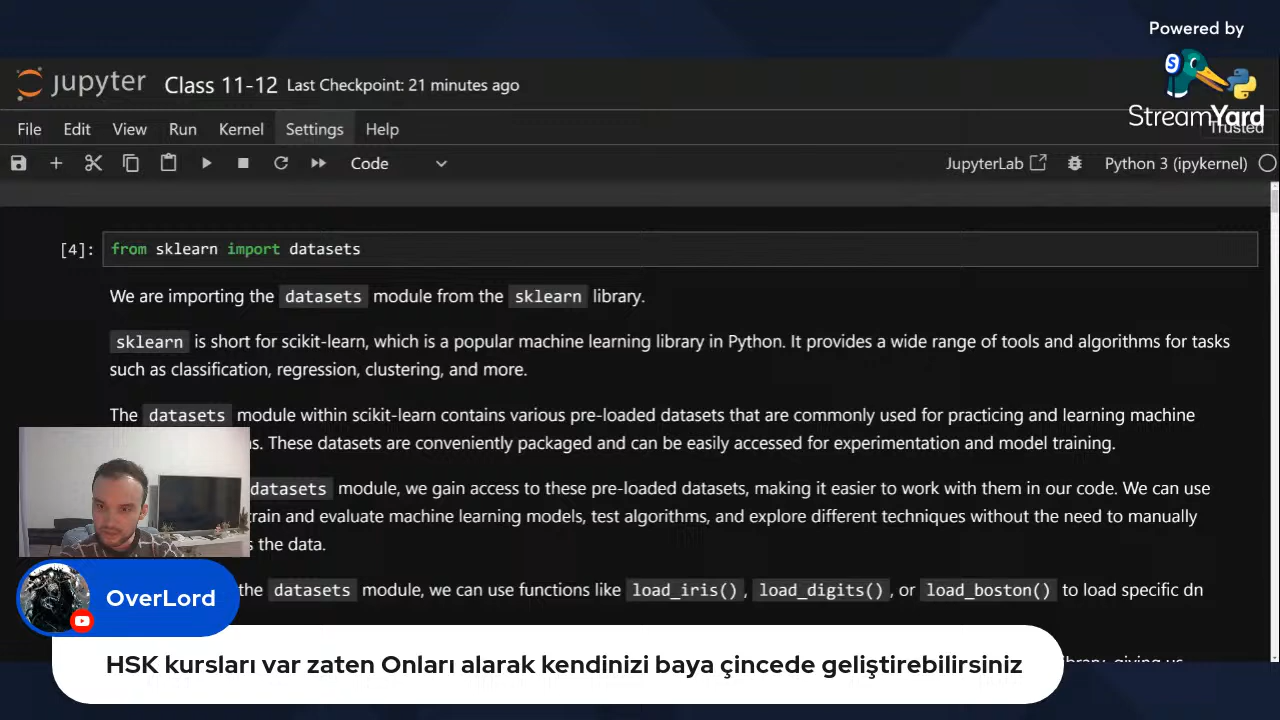 Powered by
StreamYard
jupyter Class 11-12 Last Checkpoint: 21 minutes ago
Trusted
File Edit View Run Kernel Settings Help
Code JupyterLab Python 3 (ipykernel)
[4]: from sklearn import datasets
We are importing the datasets module from the sklearn library.
sklearn is short for scikit-learn, which is a popular machine learning library in Python. It provides a wide range of tools and algorithms for tasks
such as classification, regression, clustering, and more.
The datasets module within scikit-learn contains various pre-loaded datasets that are commonly used for practicing and learning machine
s. These datasets are conveniently packaged and can be easily accessed for experimentation and model training.
datasets module, we gain access to these pre-loaded datasets, making it easier to work with them in our code. We can use
train and evaluate machine learning models, test algorithms, and explore different techniques without the need to manually
s the data.
the datasets module, we can use functions like load_iris(), load_digits(), or load_boston() to load specific dn
OverLord
HSK kursları var zaten Onları alarak kendinizi baya çincede geliştirebilirsiniz